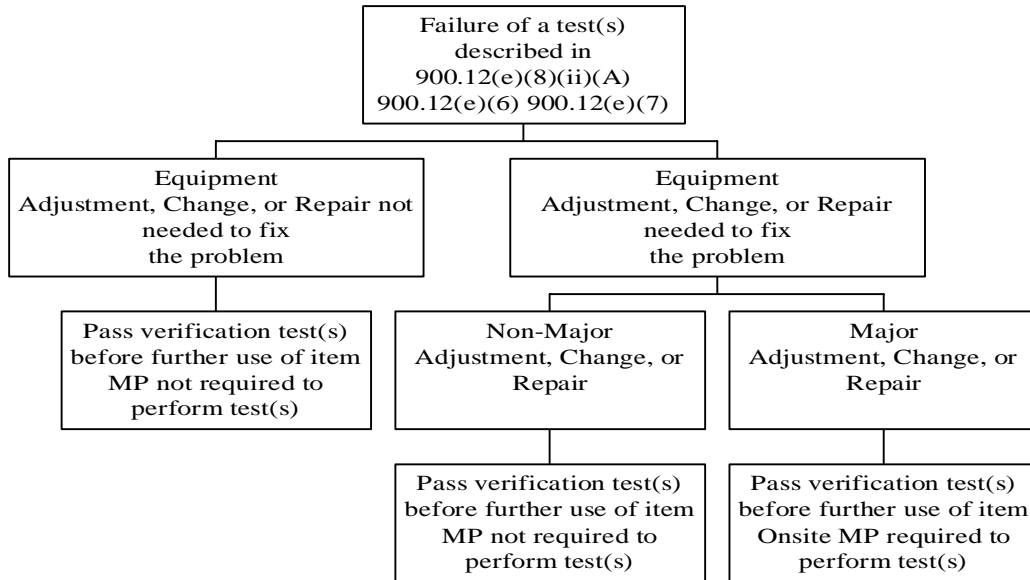 Failure of a test(s)
described in
900.12(e)(8)(ii)(A)
900.12(e)(6) 900.12(e)(7)
Equipment
Adjustment, Change, or Repair not
needed to fix
the problem
Equipment
Adjustment, Change, or Repair
needed to fix
the problem
Pass verification test(s)
before further use of item
MP not required to
perform test(s)
Non-Major
Adjustment, Change, or
Repair
Major
Adjustment, Change, or
Repair
Pass verification test(s)
before further use of item
MP not required to
perform test(s)
Pass verification test(s)
before further use of item
Onsite MP required to
perform test(s)